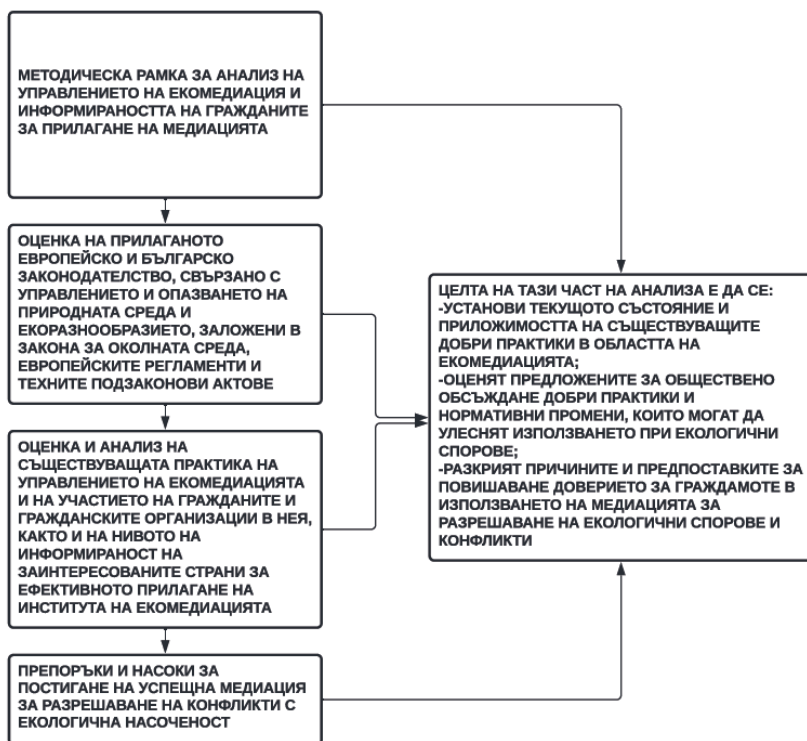 МЕТОДИЧЕСКА РАМКА ЗА АНАЛИЗ НА
УПРАВЛЕНИЕТО НА ЕКОМЕДИАЦИЯ И
ИНФОРМИРАНОСТТА НА ГРАЖДАНИТЕ
ЗА ПРИЛАГАНЕ НА МЕДИАЦИЯТА
ОЦЕНКА НА ПРИЛАГАНОТО
ЕВРОПЕЙСКО И БЪЛГАРСКО
ЗАКОНОДАТЕЛСТВО, СВЪРЗАНО С
УПРАВЛЕНИЕТО И ОПАЗВАНЕТО НА
ПРИРОДНАТА СРЕДА И
ЕКОРАЗНООБРАЗИЕТО, ЗАЛОЖЕНИ В
ЗАКОНА ЗА ОКОЛНАТА СРЕДА,
ЕВРОПЕЙСКИТЕ РЕГЛАМЕНТИ И
ТЕХНИТЕ ПОДЗАКОНОВИ АКТОВЕ
ОЦЕНКА И АНАЛИЗ НА
СЪЩЕСТВУВАЩАТА ПРАКТИКА НА
УПРАВЛЕНИЕТО НА ЕКОМЕДИАЦИЯТА
И НА УЧАСТИЕТО НА ГРАЖДАНИТЕ И
ГРАЖДАНСКИТЕ ОРГАНИЗАЦИИ В НЕЯ,
КАКТО И НА НИВОТО НА
ИНФОРМИРАНОСТ НА
ЗАИНТЕРЕСОВАНИТЕ СТРАНИ ЗА
ЕФЕКТИВНОТО ПРИЛАГАНЕ НА
ИНСТИТУТА НА ЕКОМЕДИАЦИЯТА
ПРЕПОРЪКИ И НАСОКИ ЗА
ПОСТИГАНЕ НА УСПЕШНА МЕДИАЦИЯ
ЗА РАЗРЕШАВАНЕ НА КОНФЛИКТИ С
ЕКОЛОГИЧНА НАСОЧЕНОСТ
ЦЕЛТА НА ТАЗИ ЧАСТ НА АНАЛИЗА Е ДА СЕ:
-УСТАНОВИ ТЕКУЩОТО СЪСТОЯНИЕ И
ПРИЛОЖИМОСТТА НА СЪЩЕСТВУВАЩИТЕ
ДОБРИ ПРАКТИКИ В ОБЛАСТТА НА
ЕКОМЕДИАЦИЯТА;
-ОЦЕНЯТ ПРЕДЛОЖЕНИТЕ ЗА ОБЩЕСТВЕНО
ОБСЪЖДАНЕ ДОБРИ ПРАКТИКИ И
НОРМАТИВНИ ПРОМЕНИ, КОИТО МОГАТ ДА
УЛЕСНЯТ ИЗПОЛЗВАНЕТО ПРИ ЕКОЛОГИЧНИ
СПОРОВЕ;
-РАЗКРИЯТ ПРИЧИНИТЕ И ПРЕДПОСТАВКИТЕ ЗА
ПОВИШАВАНЕ ДОВЕРИЕТО ЗА ГРАЖДАМОТЕ В
ИЗПОЛЗВАНЕТО НА МЕДИАЦИЯТА ЗА
РАЗРЕШАВАНЕ НА ЕКОЛОГИЧНИ СПОРОВЕ И
КОНФЛИКТИ